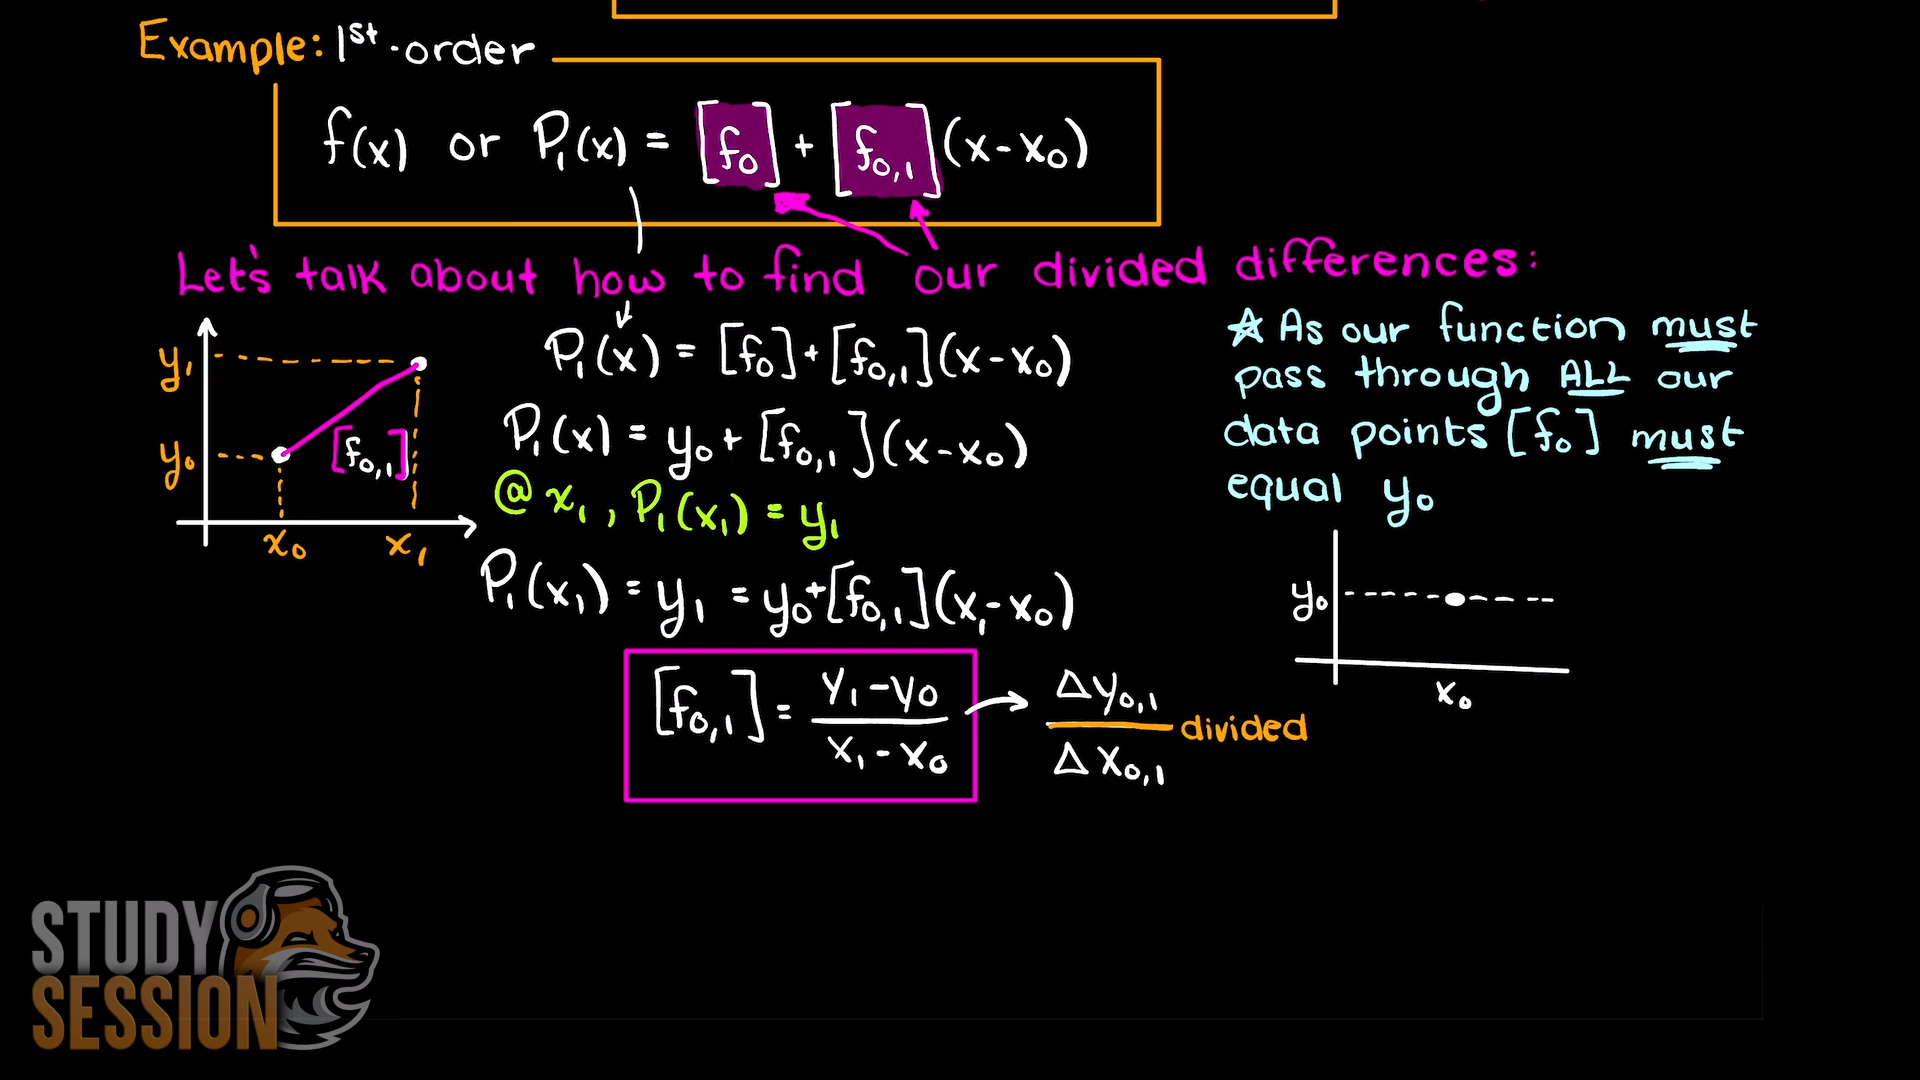 Example: 1st-order
f(x) or P₁(x) = [f₀] + [f₀,₁](x-x₀)
Let's talk about how to find our divided differences:
y₁
y₀
[f₀,₁]
x₀ x₁
P₁(x) = [f₀]+[f₀,₁](x-x₀)
P₁(x) = y₀+[f₀,₁](x-x₀)
@ x₁, P₁(x₁) = y₁
P₁(x₁) = y₁ = y₀+[f₀,₁](x₁-x₀)
[f₀,₁] = y₁-y₀ / x₁-x₀ → Δy₀,₁ / Δx₀,₁ divided
☆ As our function must
pass through ALL our
data points [f₀] must
equal y₀
y₀
x₀
STUDY
SESSION